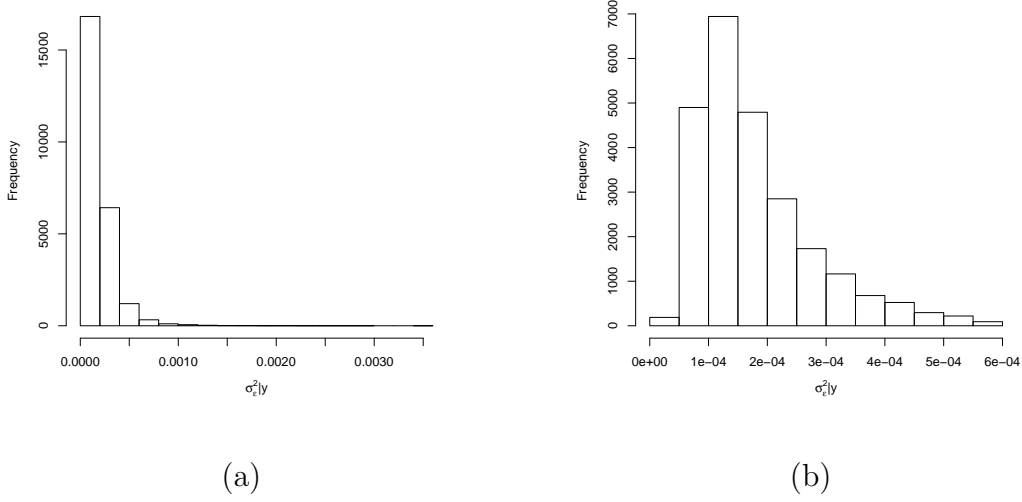 Frequency
15000
10000
5000
0
0.0000
0.0010
0.0020
0.0030
σ²ε|y
(a)
Frequency
7000
6000
5000
4000
3000
2000
1000
0
0e+00
1e−04
2e−04
3e−04
4e−04
5e−04
6e−04
σ²ε|y
(b)